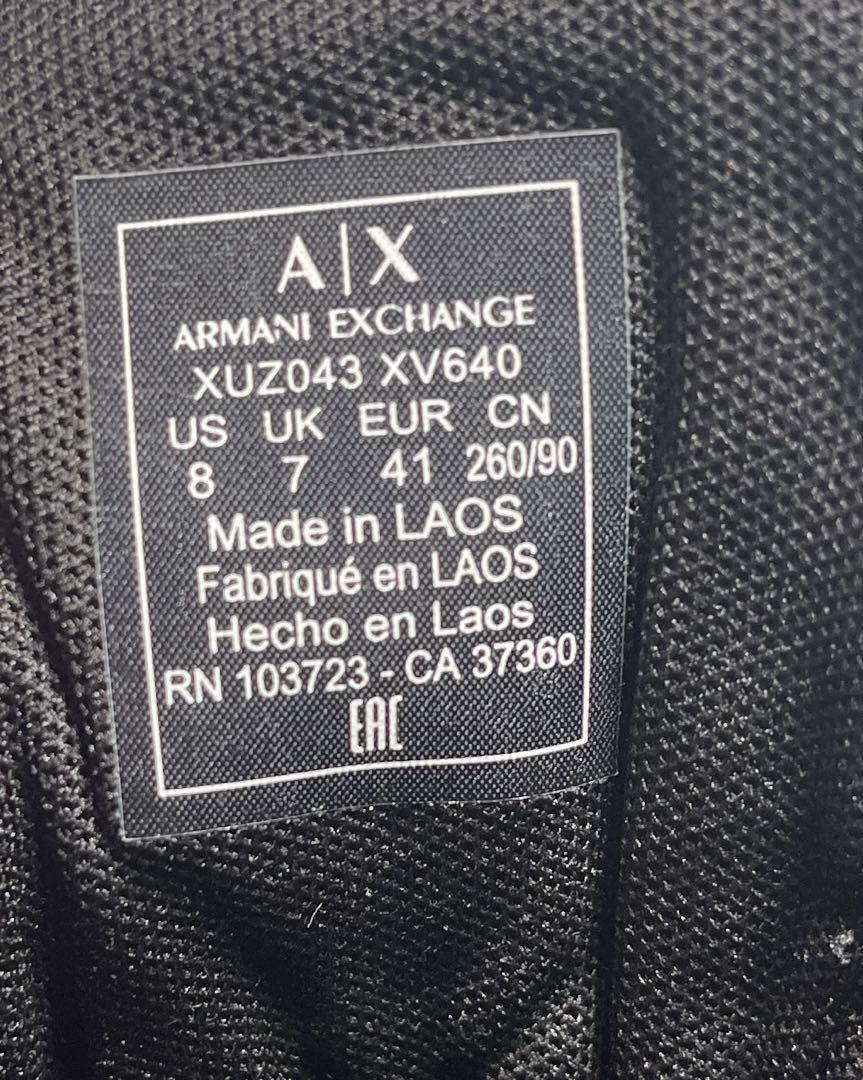 A|X
ARMANI EXCHANGE
XUZ043 XV640
US UK EUR CN
8 7 41 260/90
Made in LAOS
Fabriqué en LAOS
Hecho en Laos
RN 103723 - CA 37360
EAC